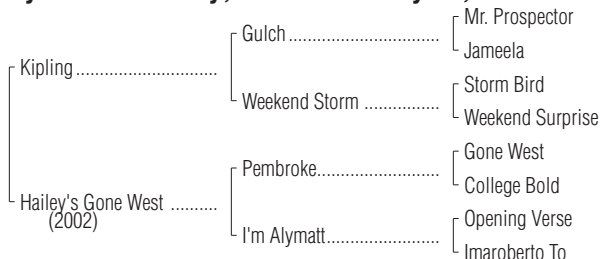 Mr. Prospector
Gulch
Jameela
Kipling
Storm Bird
Weekend Storm
Weekend Surprise
Gone West
Pembroke
College Bold
Hailey's Gone West
(2002)
Opening Verse
I'm Alymatt
Imaroberto To